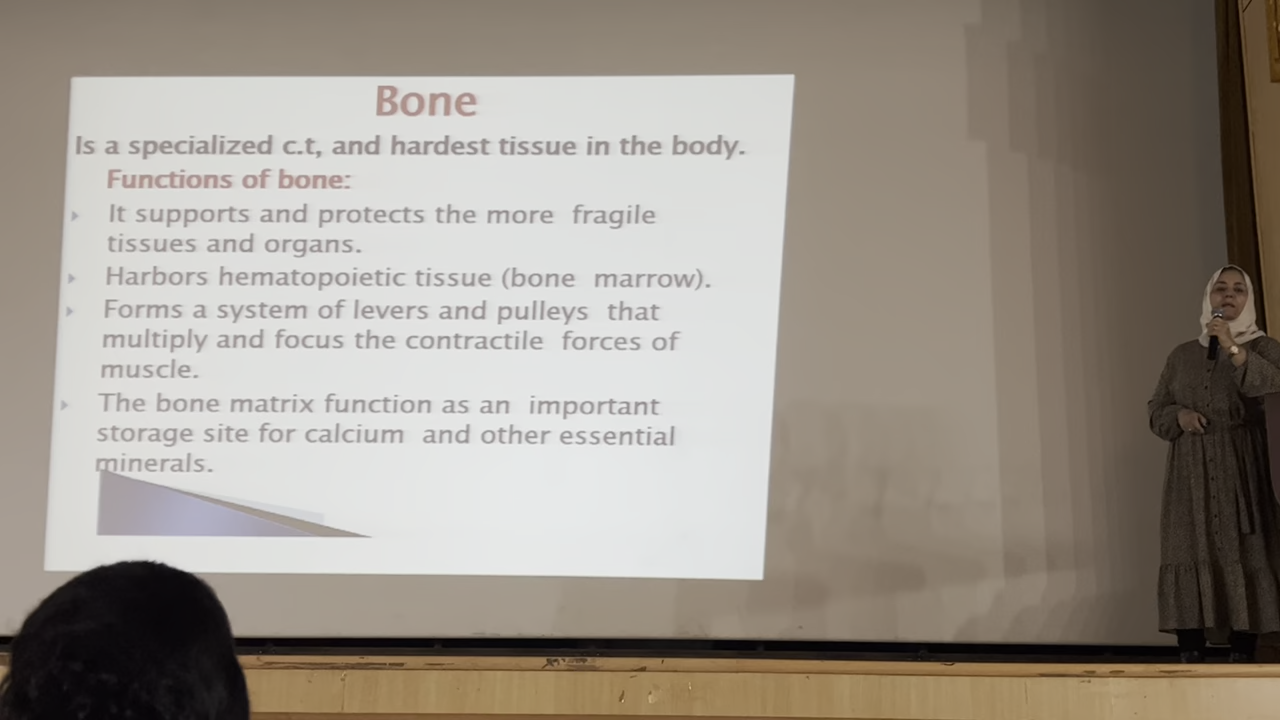 Bone
Is a specialized c.t, and hardest tissue in the body.
Functions of bone:
It supports and protects the more fragile
tissues and organs.
Harbors hematopoietic tissue (bone marrow).
Forms a system of levers and pulleys that
multiply and focus the contractile forces of
muscle.
The bone matrix function as an important
storage site for calcium and other essential
minerals.